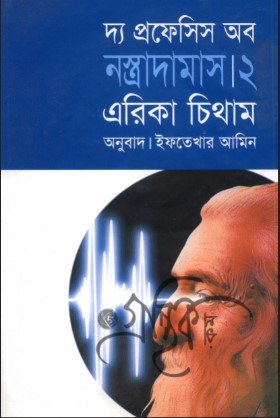 দ্য প্রফেসিস অব
নস্ত্রাদামাস।২
এরিকা চিথাম
অনুবাদ।ইফতেখার আমিন